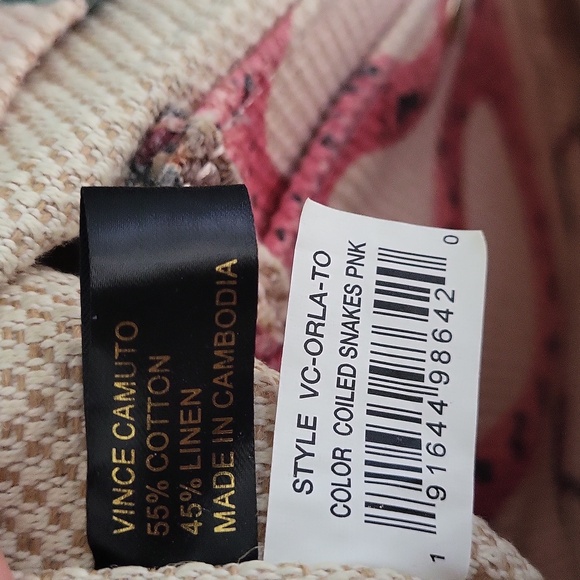 VINCE CAMUTO
55% COTTON
45% LINEN
MADE IN CAMBODIA
STYLE VC-ORLA-TO
COLOR COILED SNAKES PNK
1 91644 98642 0